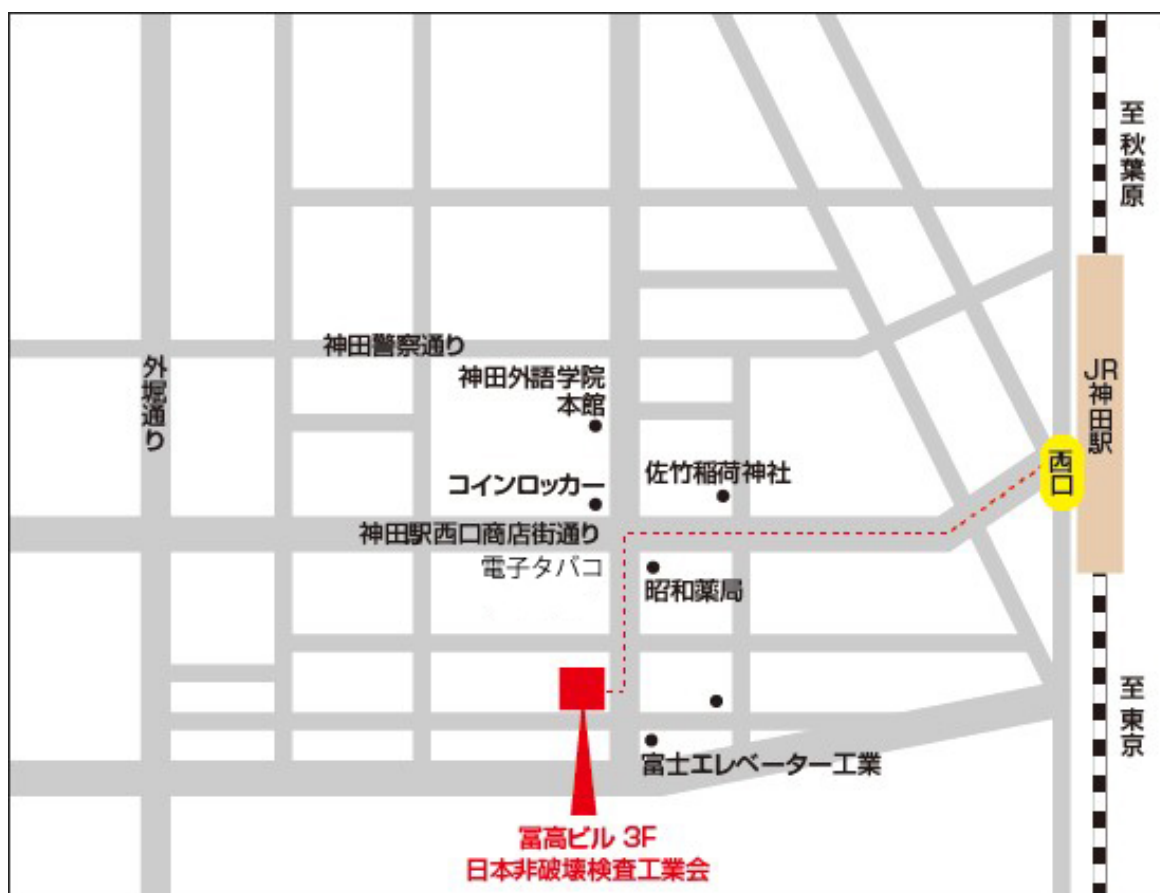 至 秋葉原
神田警察通り
外堀通り
神田外語学院
本館
JR神田駅
西口
コインロッカー
佐竹稲荷神社
神田駅西口商店街通り
電子タバコ
昭和薬局
至 東京
富士エレベーター工業
冨高ビル 3F
日本非破壊検査工業会